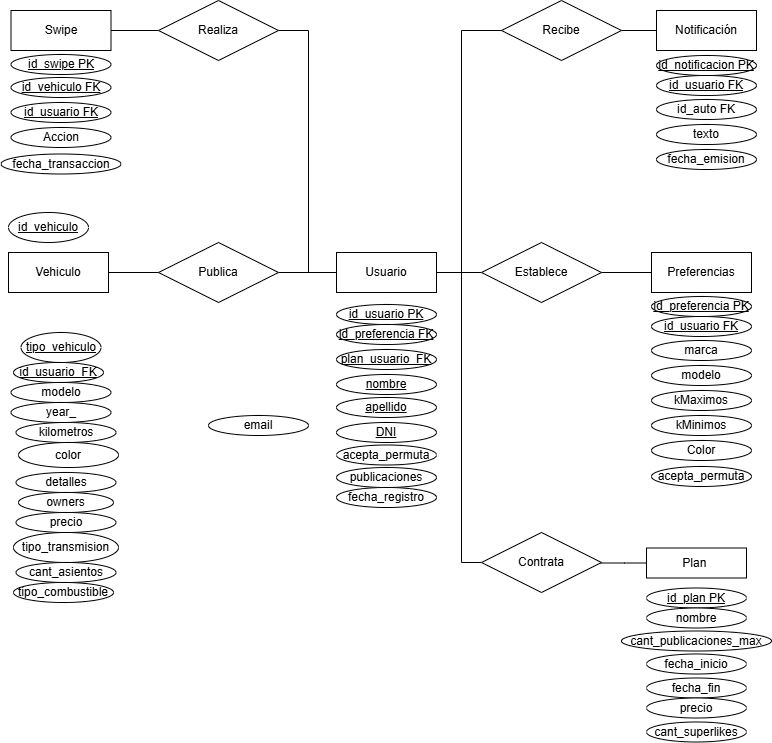 Swipe
Realiza
Recibe
Notificación
id_swipe PK
id_vehiculo FK
id_usuario FK
Accion
fecha_transaccion
id_notificacion PK
id_usuario FK
id_auto FK
texto
fecha_emision
id_vehiculo
Vehiculo
Publica
Usuario
Establece
Preferencias
tipo_vehiculo
id_usuario_FK
modelo
year_
kilometros
color
detalles
owners
precio
tipo_transmision
cant_asientos
tipo_combustible
email
id_usuario PK
id_preferencia FK
plan_usuario_FK
nombre
apellido
DNI
acepta_permuta
publicaciones
fecha_registro
id_preferencia PK
id_usuario FK
marca
modelo
kMaximos
kMinimos
Color
acepta_permuta
Contrata
Plan
id_plan PK
nombre
cant_publicaciones_max
fecha_inicio
fecha_fin
precio
cant_superlikes